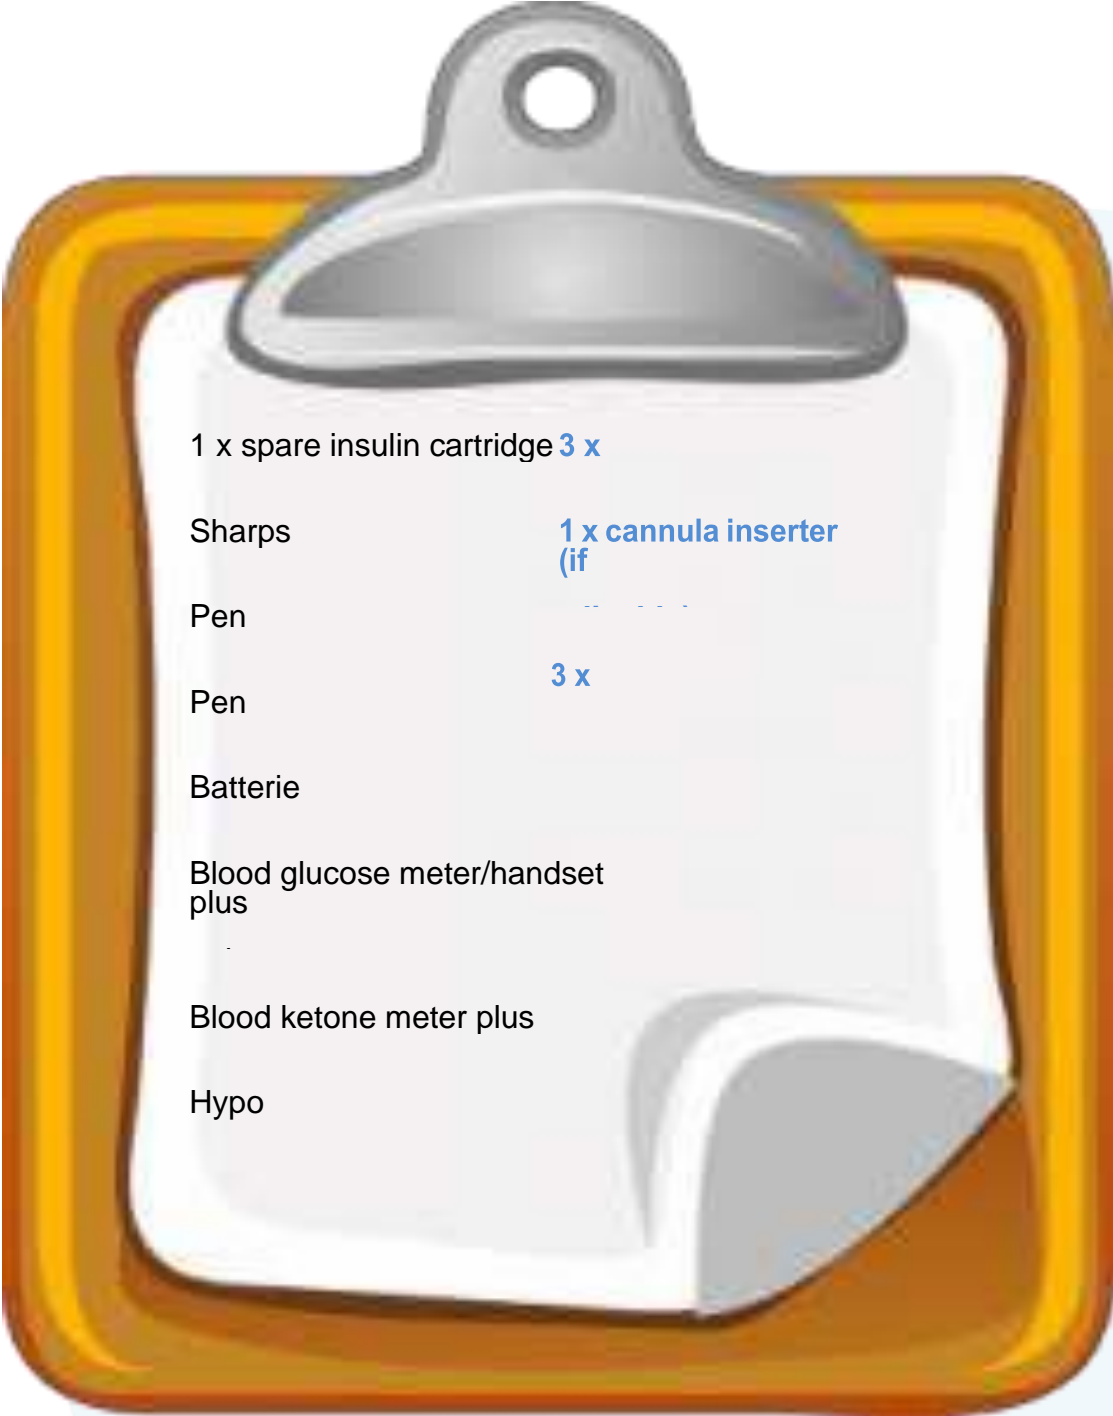 1 x spare insulin cartridge 3 x
Sharps
1 x cannula inserter
(if
Pen
3 x
Pen
Batterie
Blood glucose meter/handset
plus
Blood ketone meter plus
Hypo